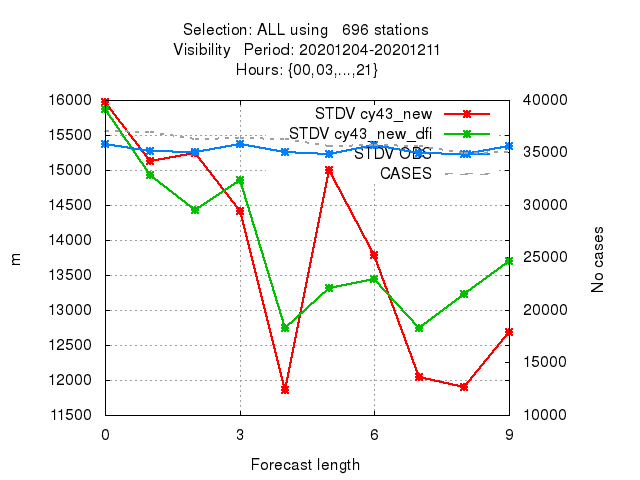 Selection: ALL using   696 stations
Visibility   Period: 20201204-20201211
Hours: {00,03,...,21}
16000
15500
15000
14500
14000
13500
13000
12500
12000
11500
m
40000
35000
30000
25000
20000
15000
10000
No cases
STDV cy43_new
STDV cy43_new_dfi
STDV OBS
CASES
0
3
6
9
Forecast length